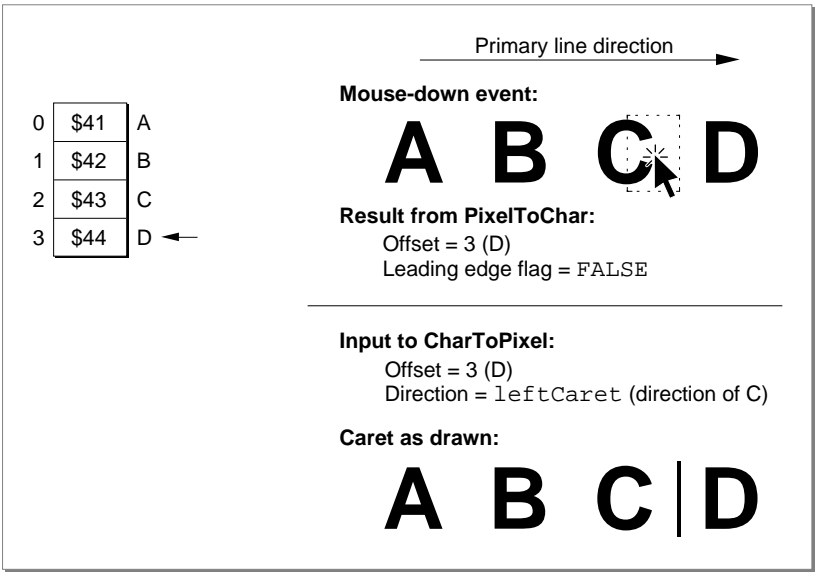 Primary line direction
Mouse-down event:
0 $41 A
1 $42 B
2 $43 C
3 $44 D
A B C D
Result from PixelToChar:
Offset = 3 (D)
Leading edge flag = FALSE
Input to CharToPixel:
Offset = 3 (D)
Direction = leftCaret (direction of C)
Caret as drawn:
A B C D